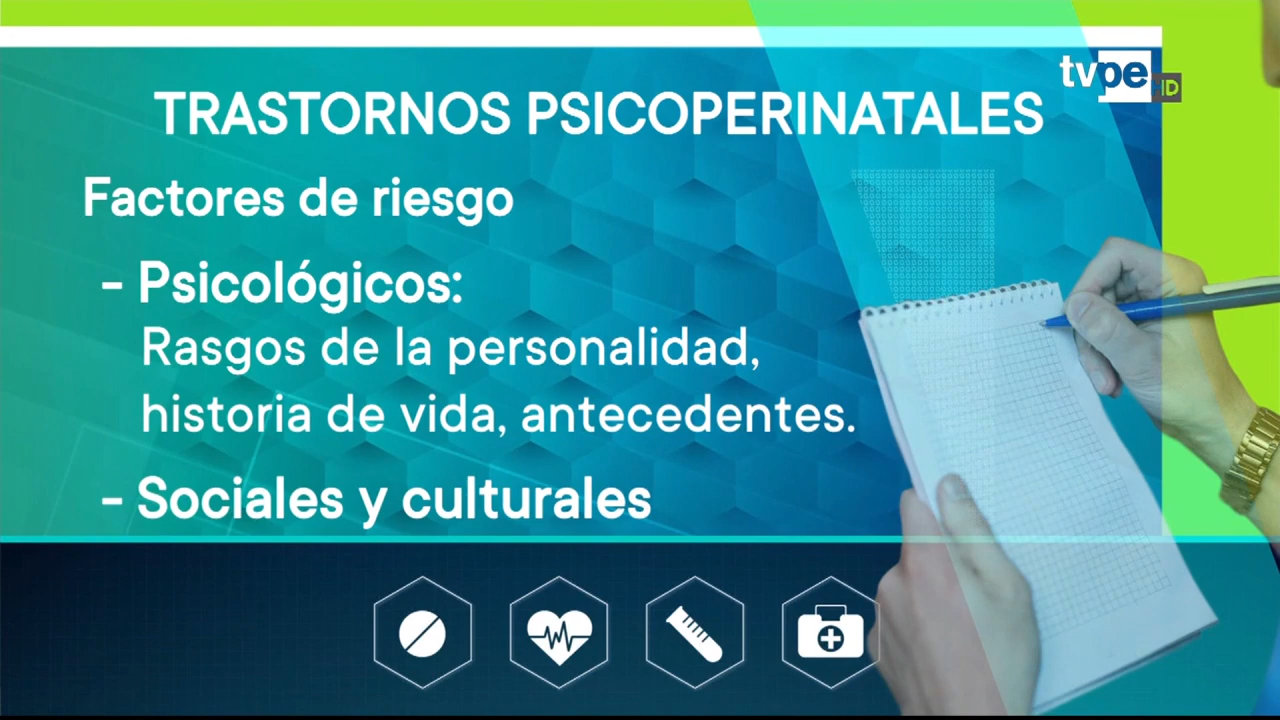 tvpe HD
TRASTORNOS PSICOPERINATALES
Factores de riesgo
- Psicológicos:
Rasgos de la personalidad,
historia de vida, antecedentes.
- Sociales y culturales